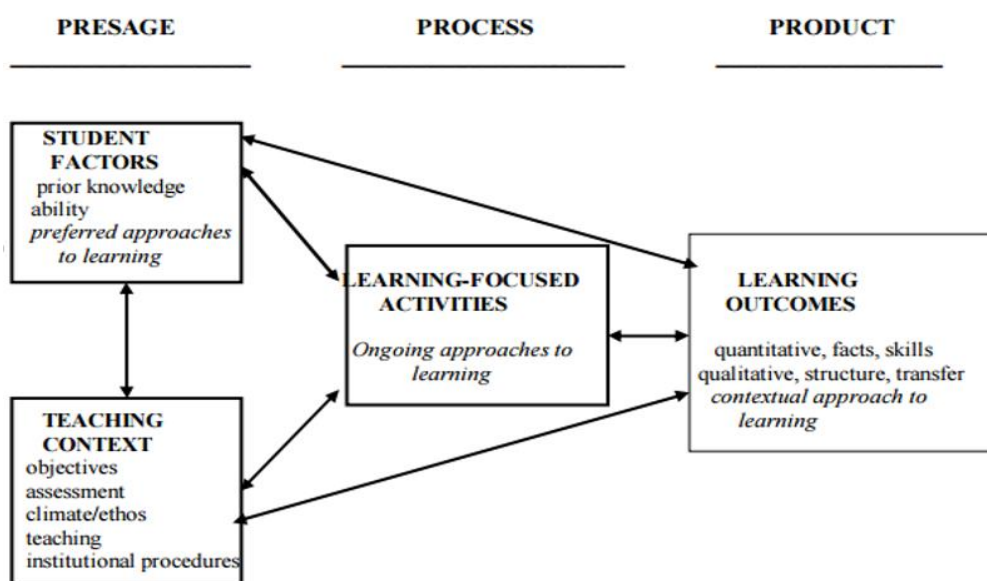 PRESAGE
PROCESS
PRODUCT
STUDENT
FACTORS
prior knowledge
ability
preferred approaches
to learning
TEACHING
CONTEXT
objectives
assessment
climate/ethos
teaching
institutional procedures
LEARNING-FOCUSED
ACTIVITIES
Ongoing approaches to
learning
LEARNING
OUTCOMES
quantitative, facts, skills
qualitative, structure, transfer
contextual approach to
learning